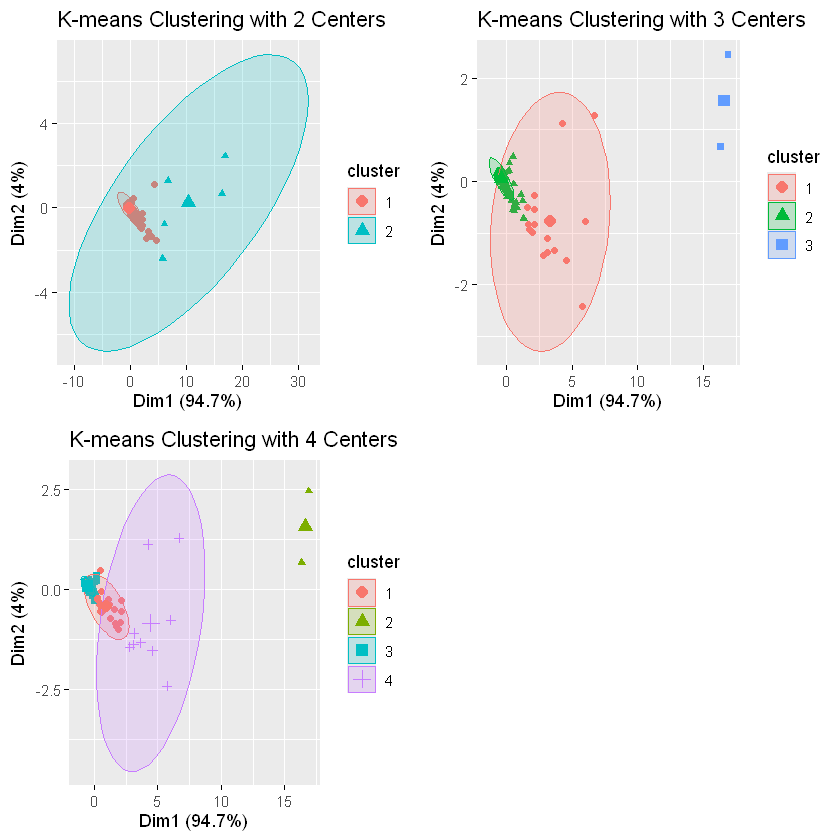 K-means Clustering with 2 Centers
4
0
-4
-10
0
10
20
30
Dim1 (94.7%)
Dim2 (4%)
cluster
1
2
K-means Clustering with 3 Centers
2
0
-2
0
5
10
15
Dim1 (94.7%)
Dim2 (4%)
cluster
1
2
3
K-means Clustering with 4 Centers
2.5
0.0
-2.5
0
5
10
15
Dim1 (94.7%)
Dim2 (4%)
cluster
1
2
3
4